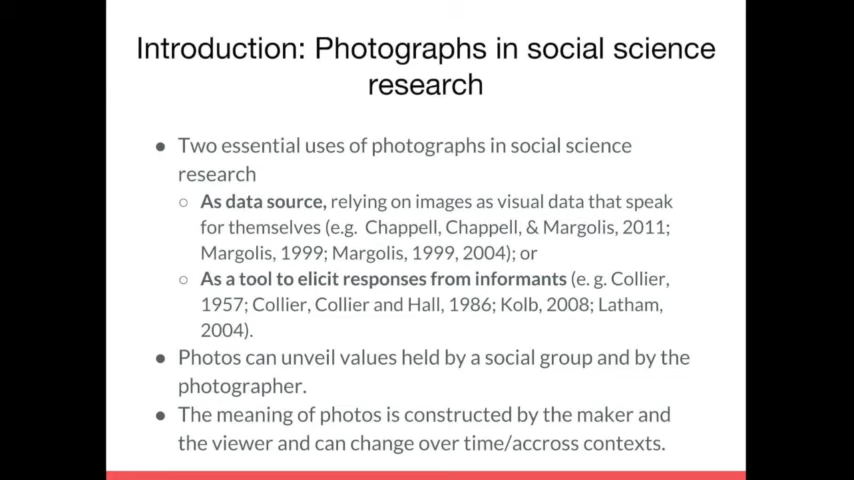 Introduction: Photographs in social science
research
● Two essential uses of photographs in social science
research
○ As data source, relying on images as visual data that speak
for themselves (e.g. Chappell, Chappell, & Margolis, 2011;
Margolis, 1999; Margolis, 1999, 2004); or
○ As a tool to elicit responses from informants (e. g. Collier,
1957; Collier, Collier and Hall, 1986; Kolb, 2008; Latham,
2004).
● Photos can unveil values held by a social group and by the
photographer.
● The meaning of photos is constructed by the maker and
the viewer and can change over time/accross contexts.